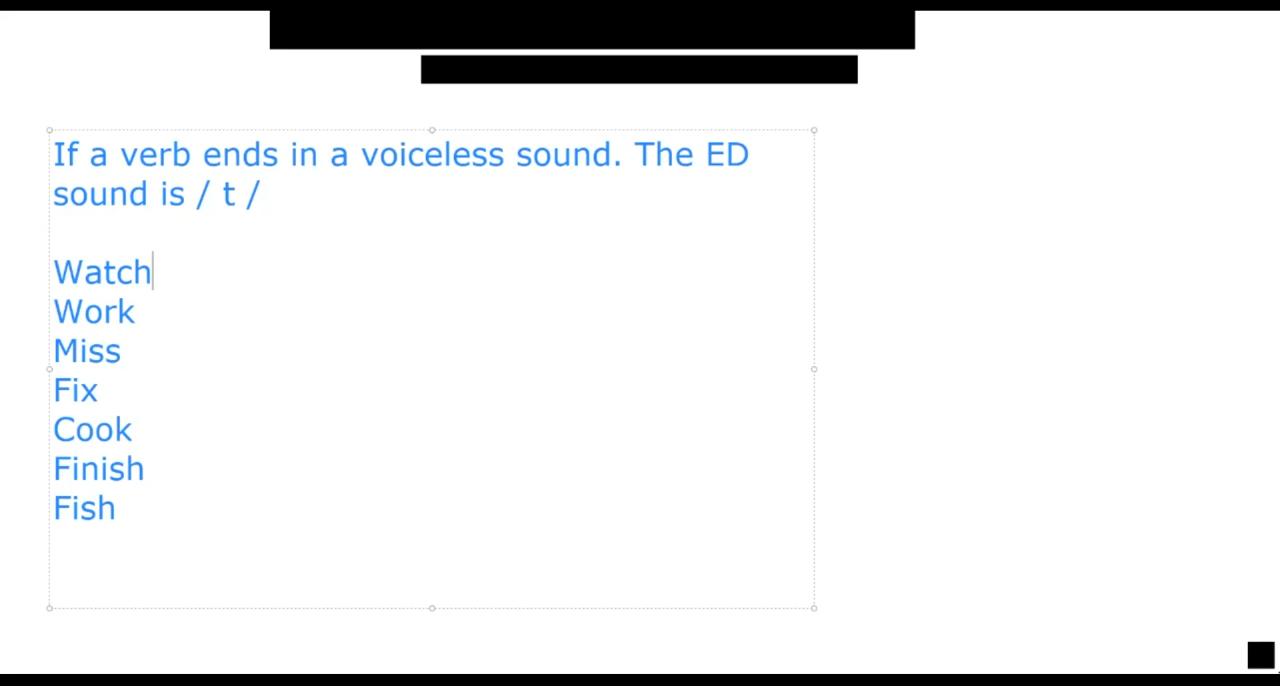 If a verb ends in a voiceless sound. The ED
sound is / t /
Watch
Work
Miss
Fix
Cook
Finish
Fish